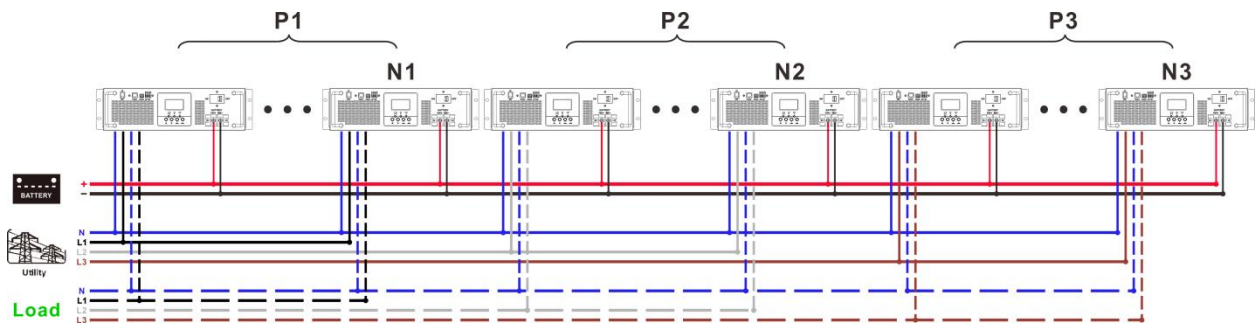 P1 P2 P3
N1 N2 N3
+
BATTERY
−
N
L1
L2
L3
Utility
N
L1
Load
L2
L3